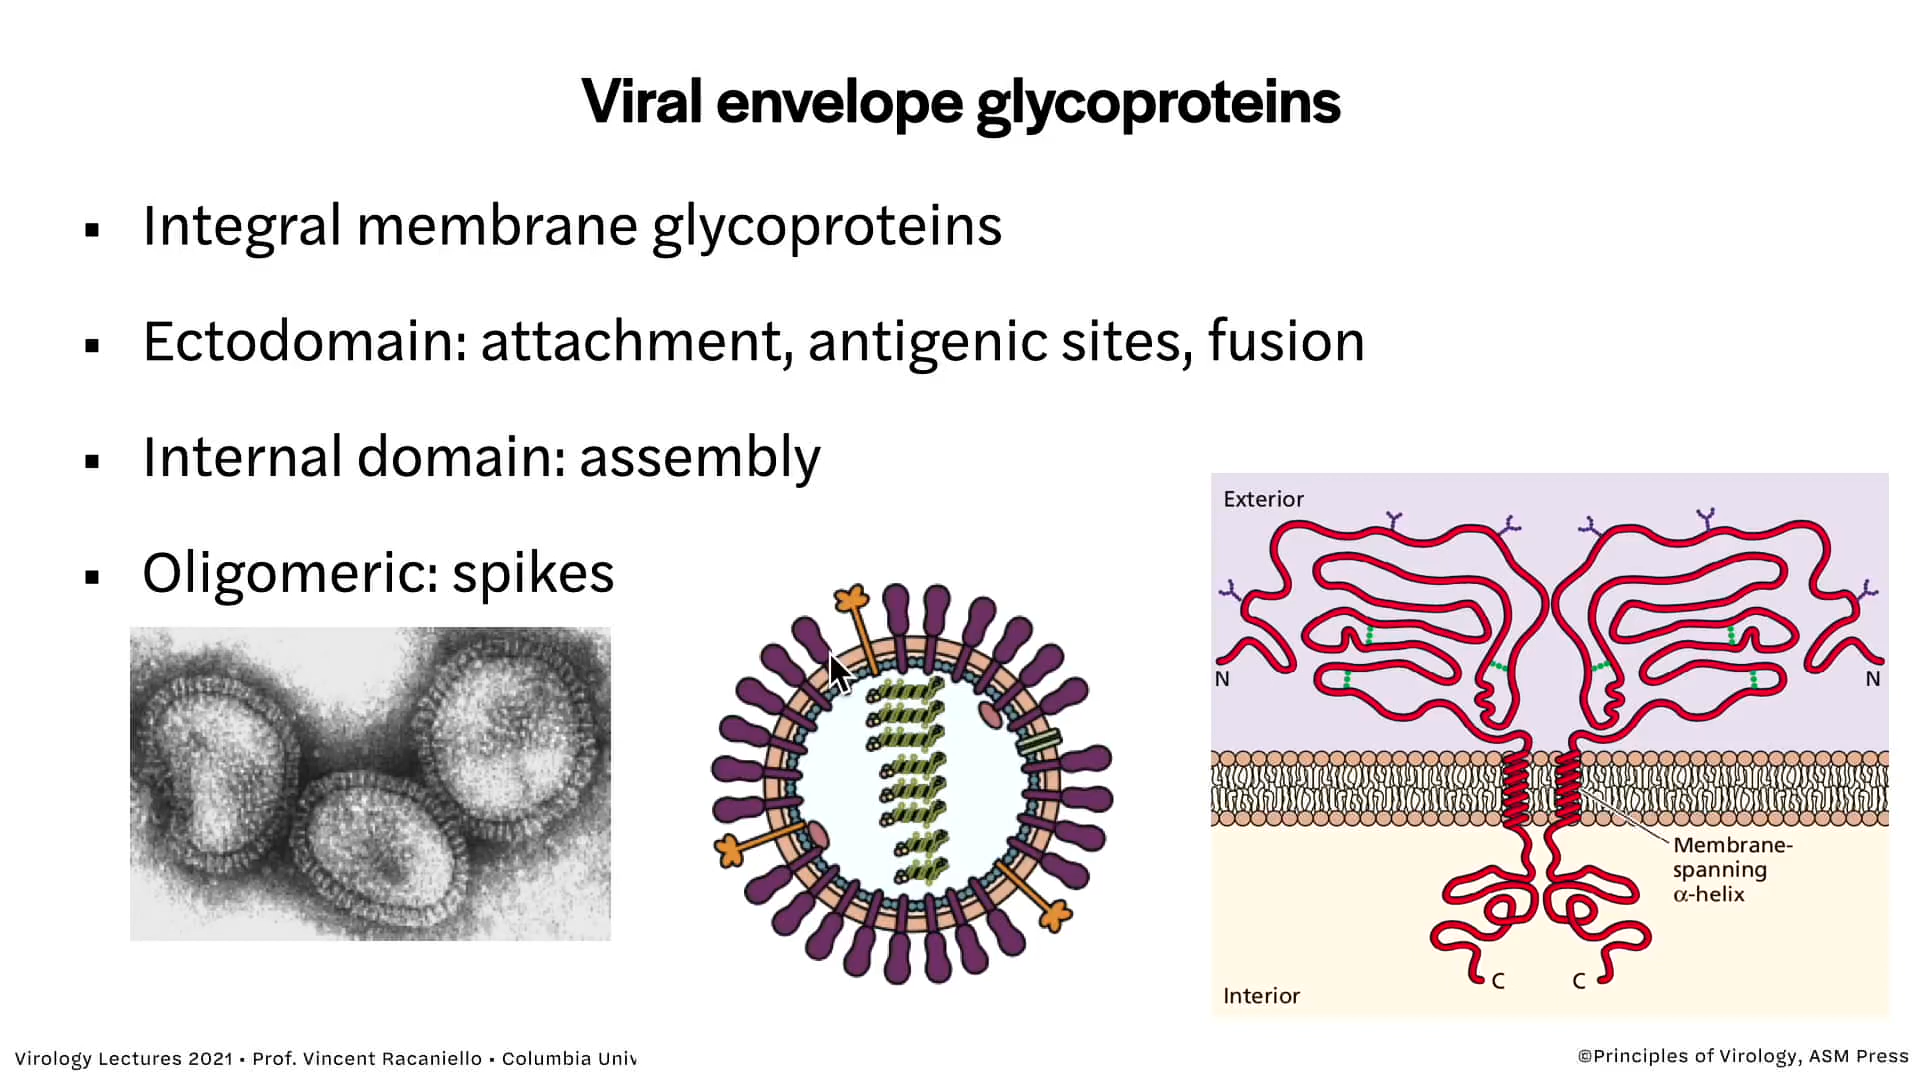 Viral envelope glycoproteins
▪ Integral membrane glycoproteins
▪ Ectodomain: attachment, antigenic sites, fusion
▪ Internal domain: assembly
▪ Oligomeric: spikes
Exterior
N
N
Membrane-
spanning
α-helix
C
C
Interior
Virology Lectures 2021 • Prof. Vincent Racaniello • Columbia Univ
©Principles of Virology, ASM Press